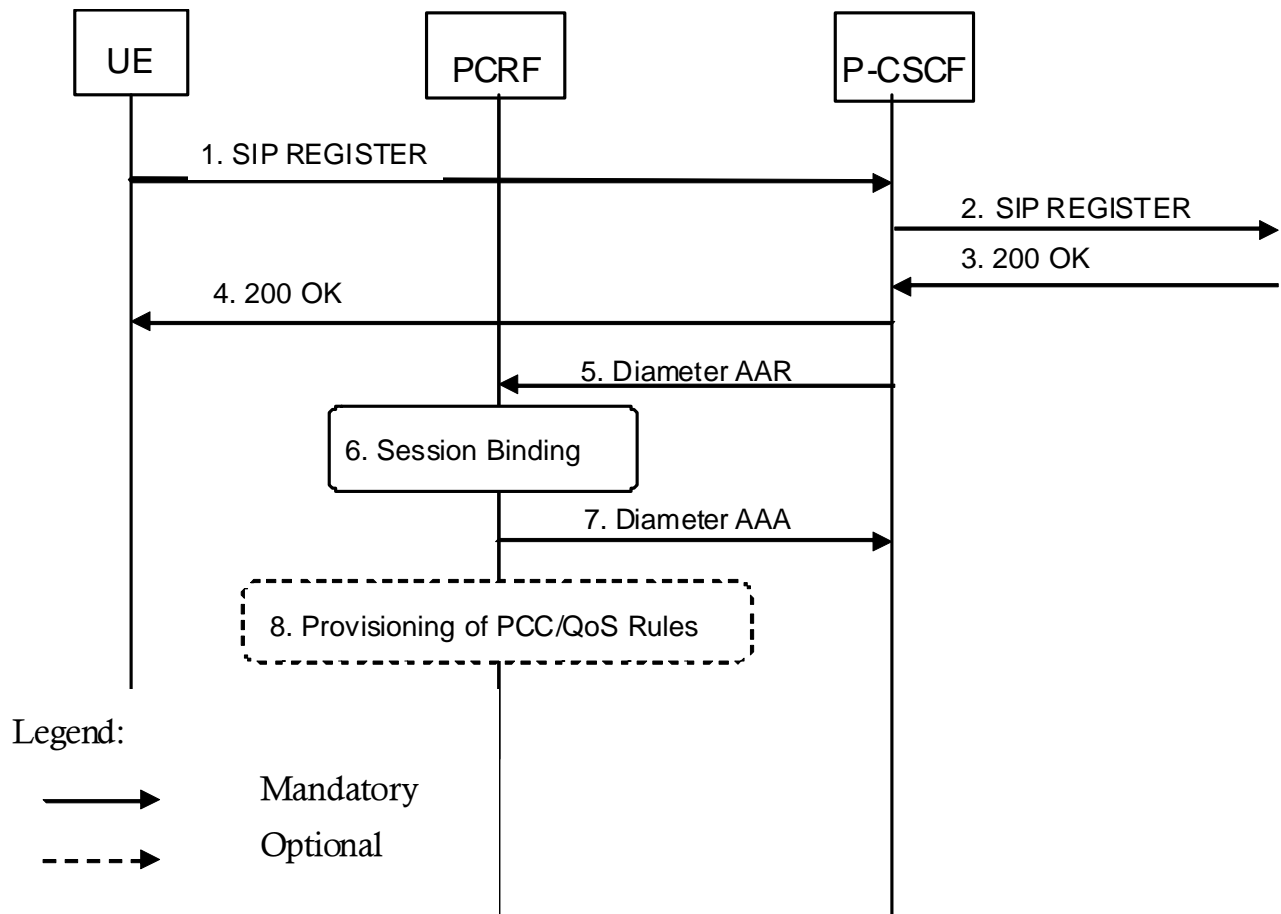 UE
PCRF
P-CSCF
1. SIP REGISTER
2. SIP REGISTER
3. 200 OK
4. 200 OK
5. Diameter AAR
6. Session Binding
7. Diameter AAA
8. Provisioning of PCC/QoS Rules
Legend:
Mandatory
Optional